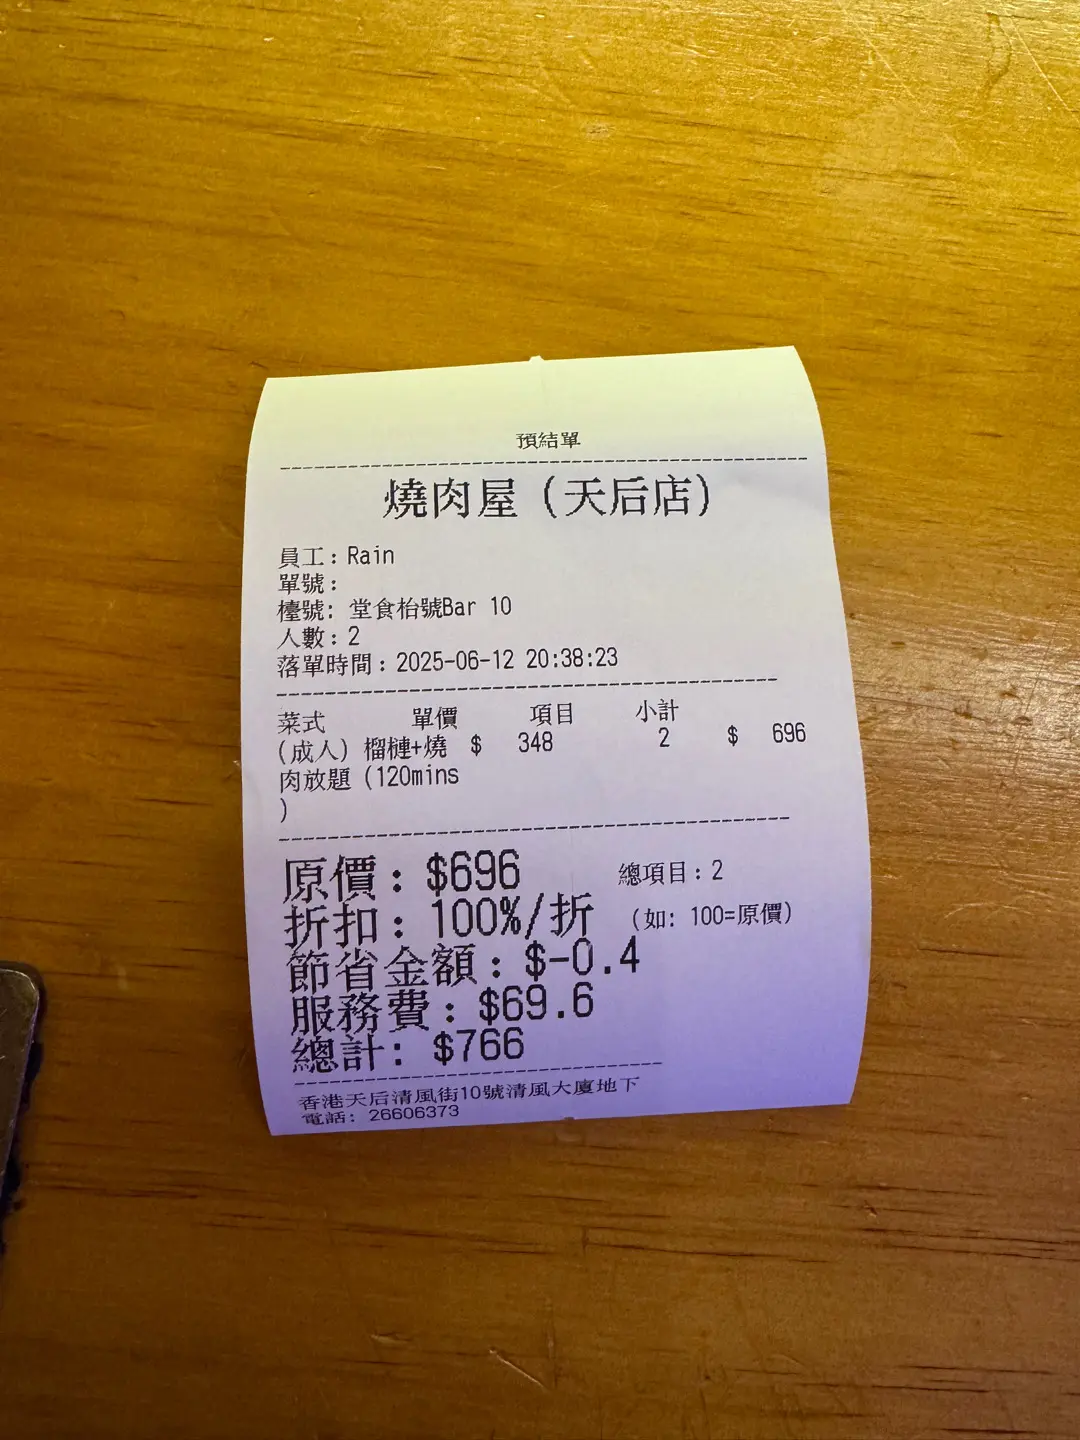 預結單
燒肉屋（天后店）
員工：Rain
單號：
檯號: 堂食枱號Bar 10
人數：2
落單時間：2025-06-12 20:38:23
菜式 單價 項目 小計
(成人) 榴槤+燒 $ 348 2 $ 696
肉放題 (120mins
)
原價：$696 總項目：2
折扣：100%/折 (如: 100=原價)
節省金額：$-0.4
服務費：$69.6
總計: $766
香港天后清風街10號清風大廈地下
電話: 26606373